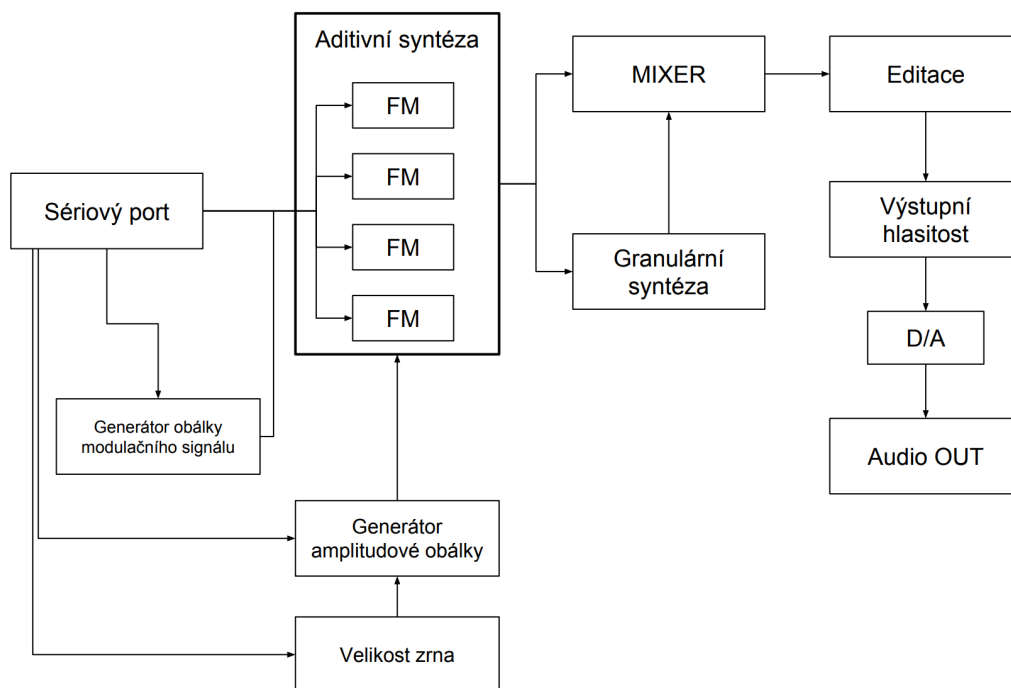 Aditivní syntéza
FM
FM
FM
FM
Sériový port
Generátor obálky
modulačního signálu
Generátor
amplitudové obálky
Velikost zrna
MIXER
Granulární
syntéza
Editace
Výstupní
hlasitost
D/A
Audio OUT